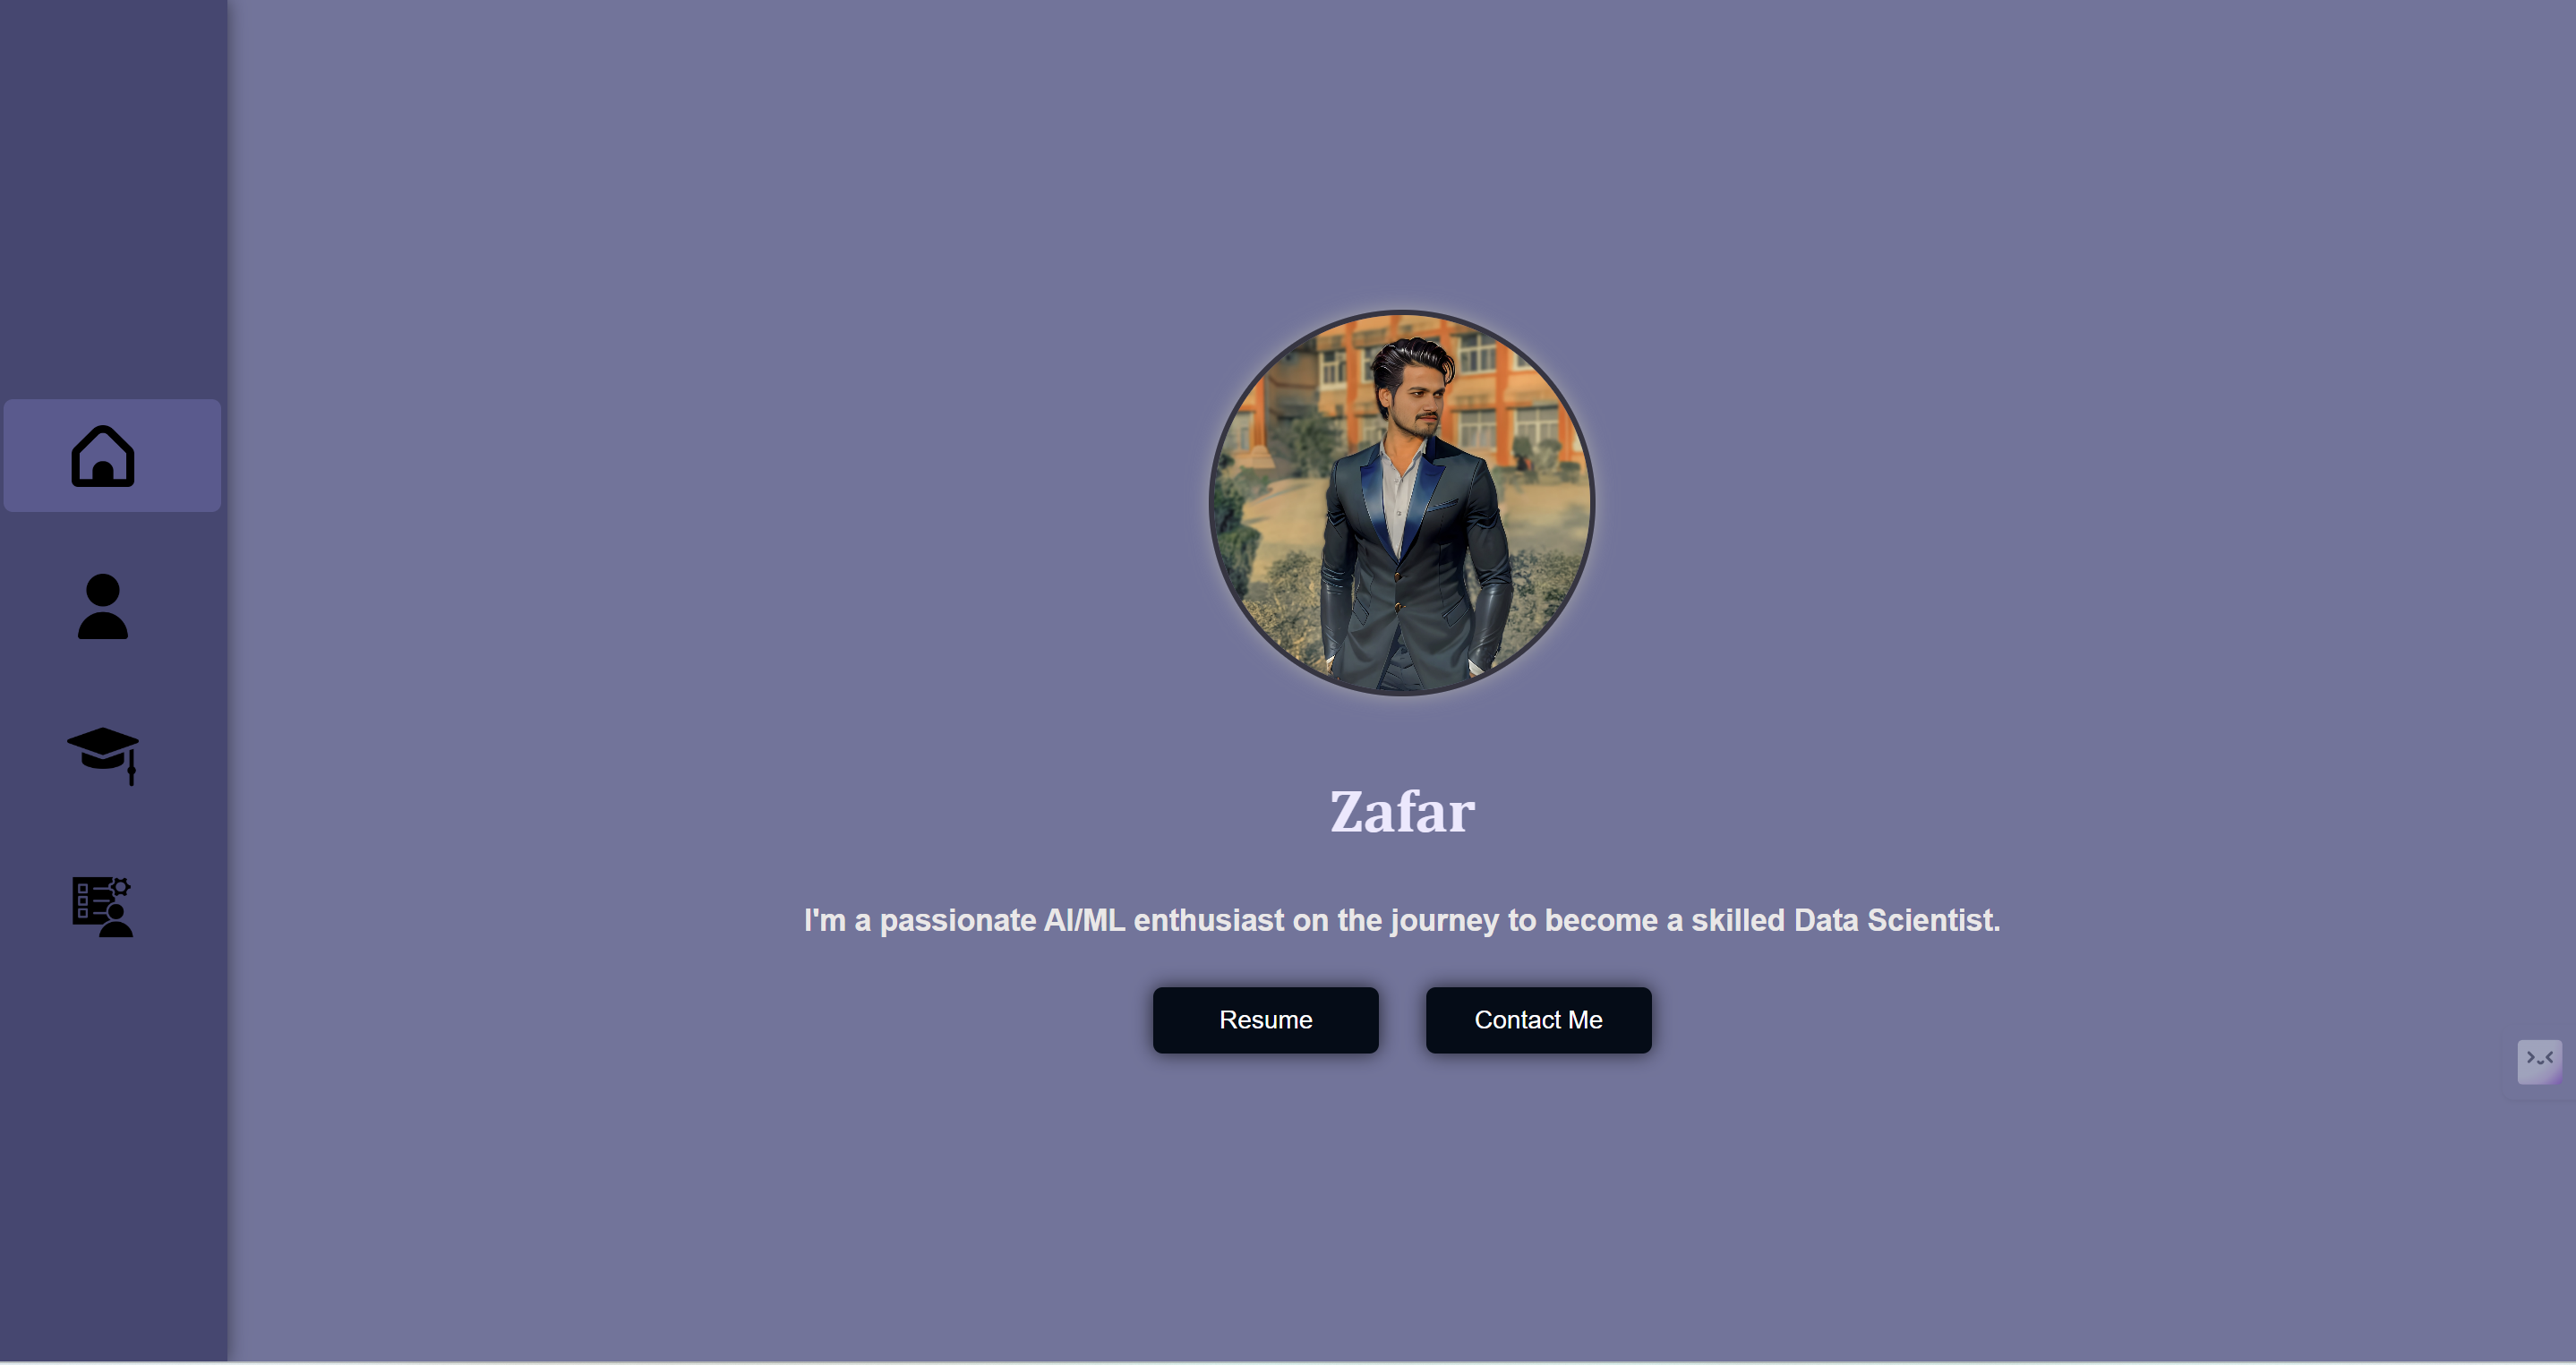 Zafar
I'm a passionate AI/ML enthusiast on the journey to become a skilled Data Scientist.
Resume
Contact Me